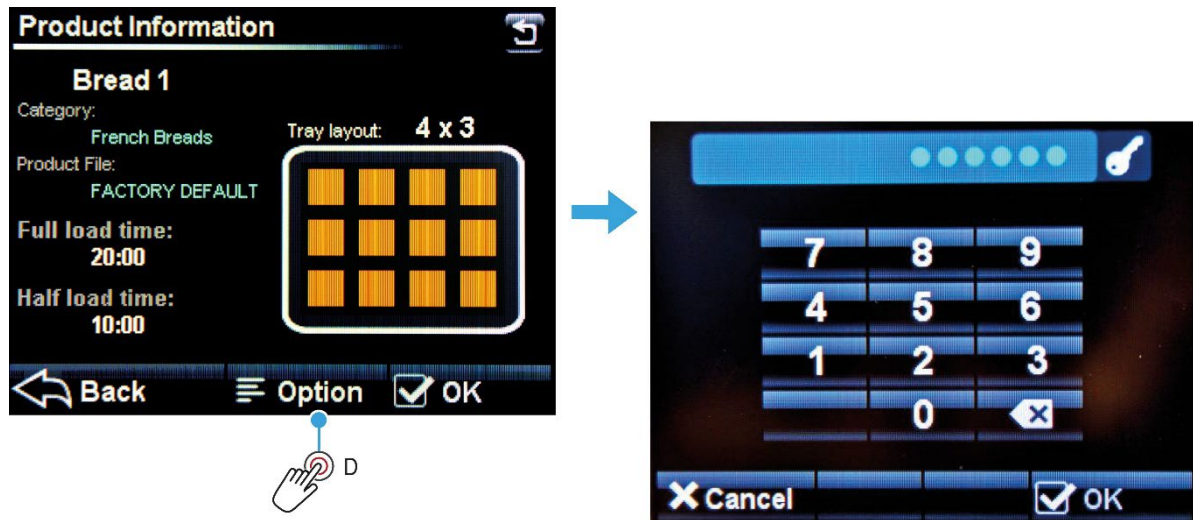 Product Information
Bread 1
Category:
French Breads
Product File:
FACTORY DEFAULT
Full load time:
20:00
Half load time:
10:00
Tray layout: 4 x 3
Back
Option
OK
D
7 8 9
4 5 6
1 2 3
0
Cancel
OK